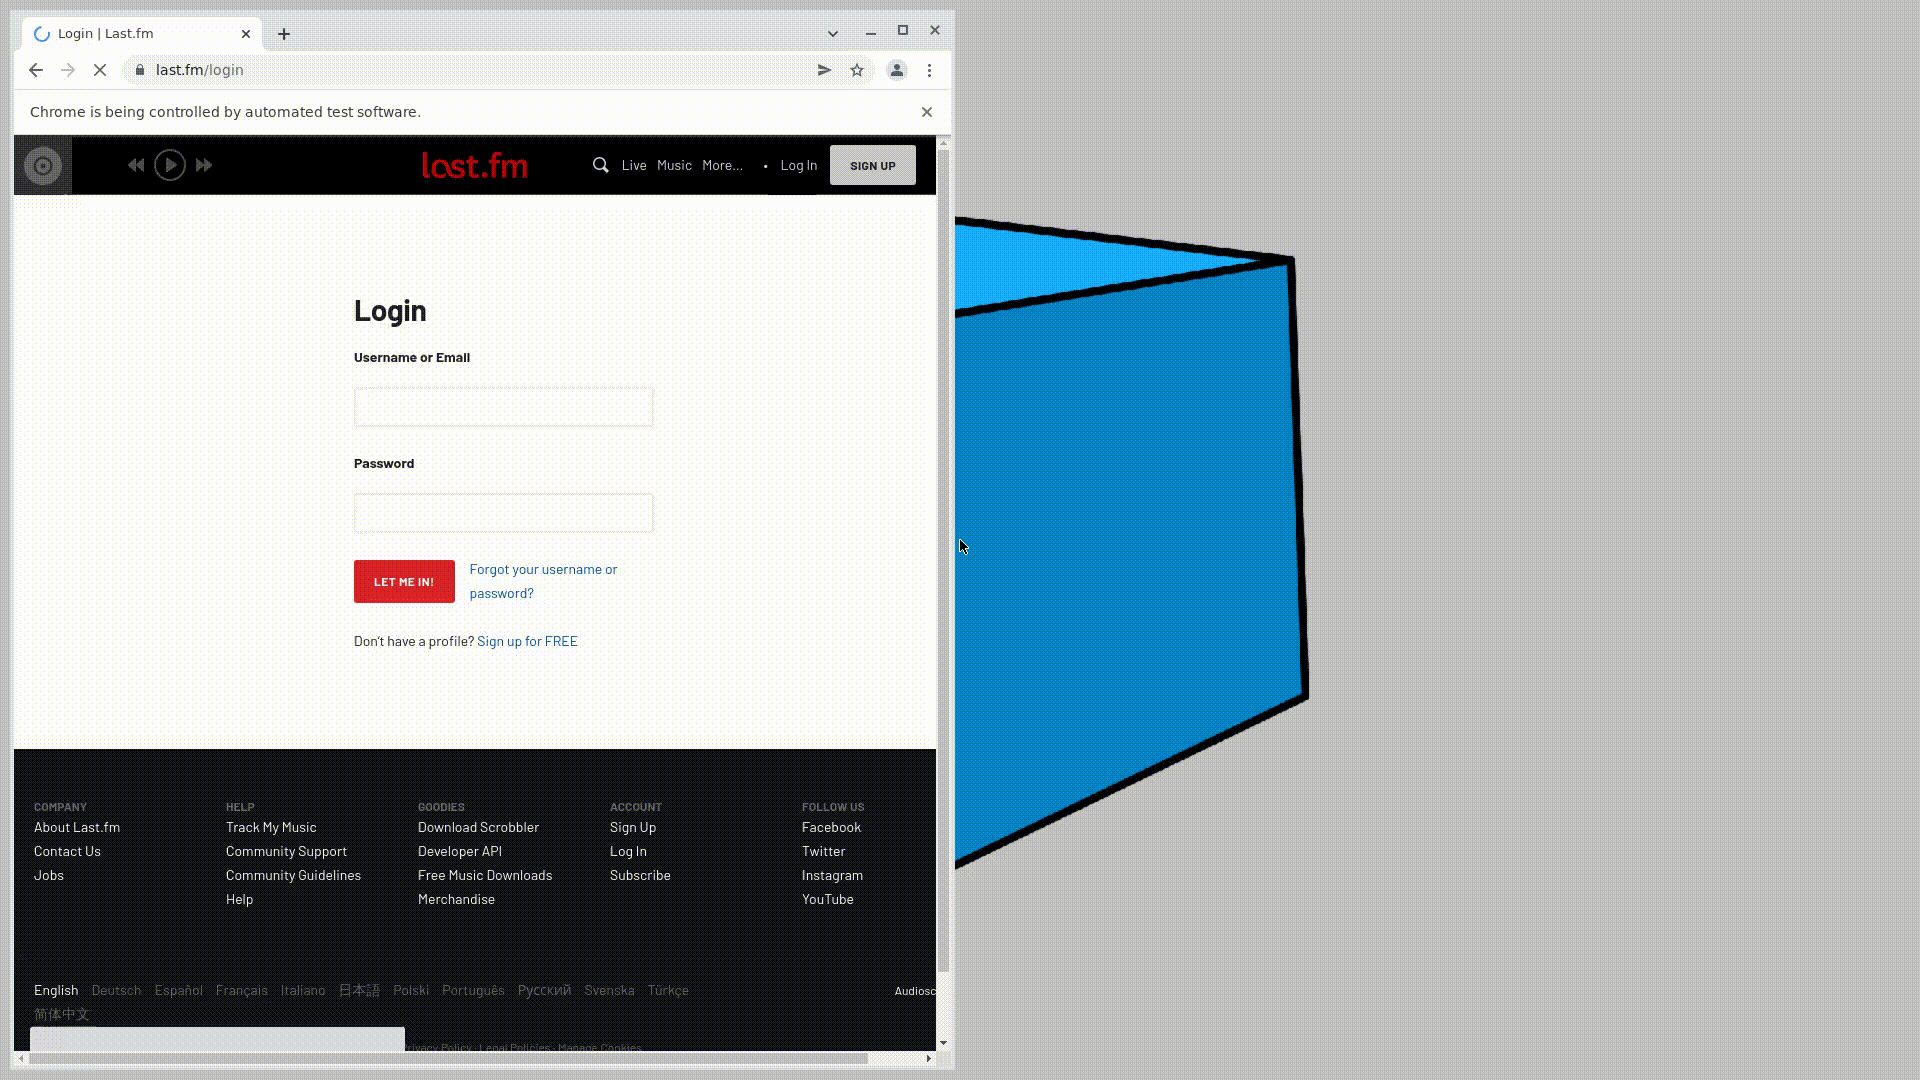 Login | Last.fm
last.fm/login
Chrome is being controlled by automated test software.
last.fm
Live Music More... • Log In SIGN UP
Login
Username or Email
Password
LET ME IN!
Forgot your username or
password?
Don't have a profile? Sign up for FREE
COMPANY
About Last.fm
Contact Us
Jobs
HELP
Track My Music
Community Support
Community Guidelines
Help
GOODIES
Download Scrobbler
Developer API
Free Music Downloads
Merchandise
ACCOUNT
Sign Up
Log In
Subscribe
FOLLOW US
Facebook
Twitter
Instagram
YouTube
English Deutsch Español Français Italiano 日本語 Polski Português Русский Svenska Türkçe
简体中文
Audiosc
Privacy Policy · Legal Policies · Manage Cookies